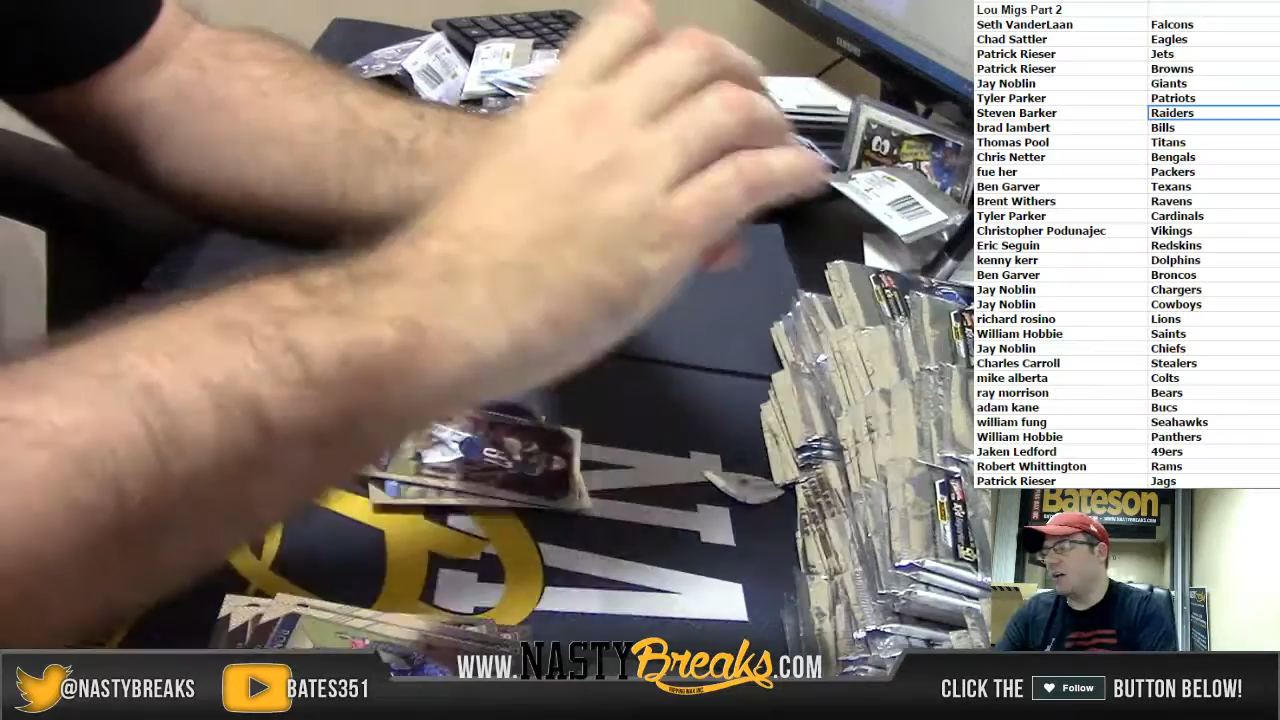 Lou Migs Part 2
Seth VanderLaan Falcons
Chad Sattler Eagles
Patrick Rieser Jets
Patrick Rieser Browns
Jay Noblin Giants
Tyler Parker Patriots
Steven Barker Raiders
brad lambert Bills
Thomas Pool Titans
Chris Netter Bengals
fue her Packers
Ben Garver Texans
Brent Withers Ravens
Tyler Parker Cardinals
Christopher Podunajec Vikings
Eric Seguin Redskins
kenny kerr Dolphins
Ben Garver Broncos
Jay Noblin Chargers
Jay Noblin Cowboys
richard rosino Lions
William Hobbie Saints
Jay Noblin Chiefs
Charles Carroll Stealers
mike alberta Colts
ray morrison Bears
adam kane Bucs
william fung Seahawks
William Hobbie Panthers
Jaken Ledford 49ers
Robert Whittington Rams
Patrick Rieser Jags
Bateson
@NASTYBREAKS
BATES351
WWW.NASTYBreaks.COM
CLICK THE Follow BUTTON BELOW!